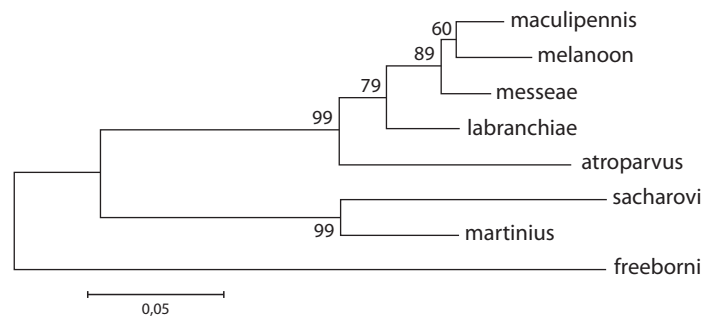 maculipennis
60
melanoon
89
messeae
79
labranchiae
99
atroparvus
sacharovi
99
martinius
freeborni
0,05